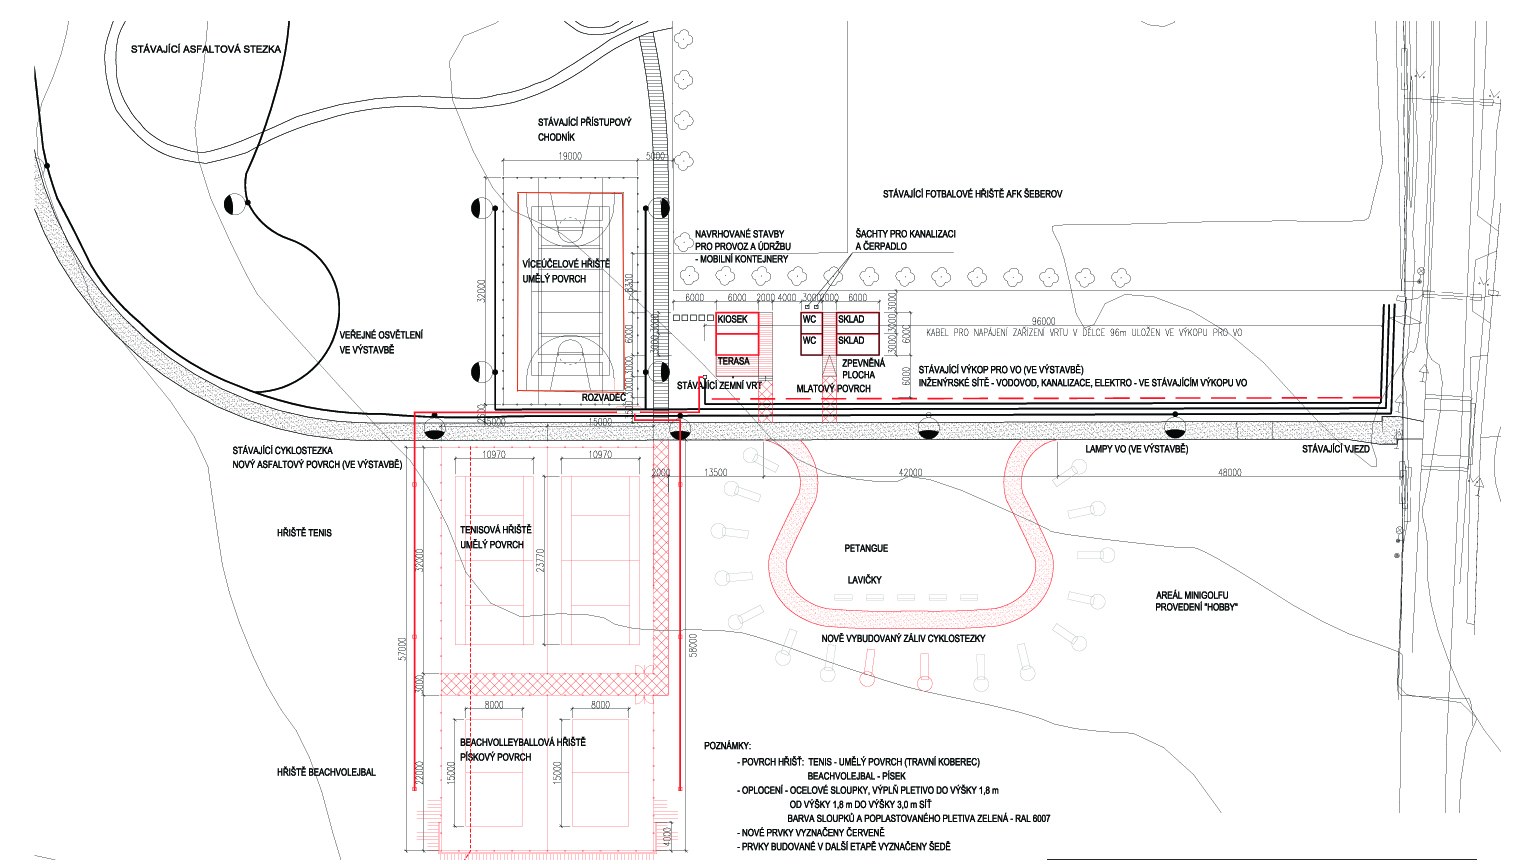 STÁVAJÍCÍ ASFALTOVÁ STEZKA
STÁVAJÍCÍ PŘÍSTUPOVÝ
CHODNÍK
19000
5000
STÁVAJÍCÍ FOTBALOVÉ HŘIŠTĚ AFK ŠEBEROV
NAVRHOVANÉ STAVBY
PRO PROVOZ A ÚDRŽBU
- MOBILNÍ KONTEJNERY
ŠACHTY PRO KANALIZACI
A ČERPADLO
VÍCEÚČELOVÉ HŘIŠTĚ
UMĚLÝ POVRCH
32000
6000
6000
2000
4000
3000
2000
6000
3000
KIOSEK
WC
SKLAD
WC
SKLAD
6000
3000
3000
6000
96000
KABEL PRO NAPÁJENÍ ZAŘÍZENÍ VRTU V DÉLCE 96m ULOŽEN VE VÝKOPU PRO VO
VEŘEJNÉ OSVĚTLENÍ
VE VÝSTAVBĚ
TERASA
ZPEVNĚNÁ
PLOCHA
STÁVAJÍCÍ VÝKOP PRO VO (VE VÝSTAVBĚ)
INŽENÝRSKÉ SÍTĚ - VODOVOD, KANALIZACE, ELEKTRO - VE STÁVAJÍCÍM VÝKOPU VO
6000
STÁVAJÍCÍ ZEMNÍ VRT
MLATOVÝ POVRCH
ROZVADĚČ
15000
15000
STÁVAJÍCÍ CYKLOSTEZKA
NOVÝ ASFALTOVÝ POVRCH (VE VÝSTAVBĚ)
LAMPY VO (VE VÝSTAVBĚ)
STÁVAJÍCÍ VJEZD
10970
10970
2000
13500
42000
48000
HŘIŠTĚ TENIS
TENISOVÁ HŘIŠTĚ
UMĚLÝ POVRCH
32000
23770
PETANGUE
LAVIČKY
AREÁL MINIGOLFU
PROVEDENÍ "HOBBY"
NOVĚ VYBUDOVANÝ ZÁLIV CYKLOSTEZKY
57000
58000
3000
8000
8000
BEACHVOLLEYBALLOVÁ HŘIŠTĚ
PÍSKOVÝ POVRCH
HŘIŠTĚ BEACHVOLEJBAL
22000
15000
15000
4000
POZNÁMKY:
- POVRCH HŘIŠŤ: TENIS - UMĚLÝ POVRCH (TRAVNÍ KOBEREC)
BEACHVOLEJBAL - PÍSEK
- OPLOCENÍ - OCELOVÉ SLOUPKY, VÝPLŇ PLETIVO DO VÝŠKY 1,8 m
OD VÝŠKY 1,8 m DO VÝŠKY 3,0 m SÍŤ
BARVA SLOUPKŮ A POPLASTOVANÉHO PLETIVA ZELENÁ - RAL 6007
- NOVÉ PRVKY VYZNAČENY ČERVENĚ
- PRVKY BUDOVANÉ V DALŠÍ ETAPĚ VYZNAČENY ŠEDĚ